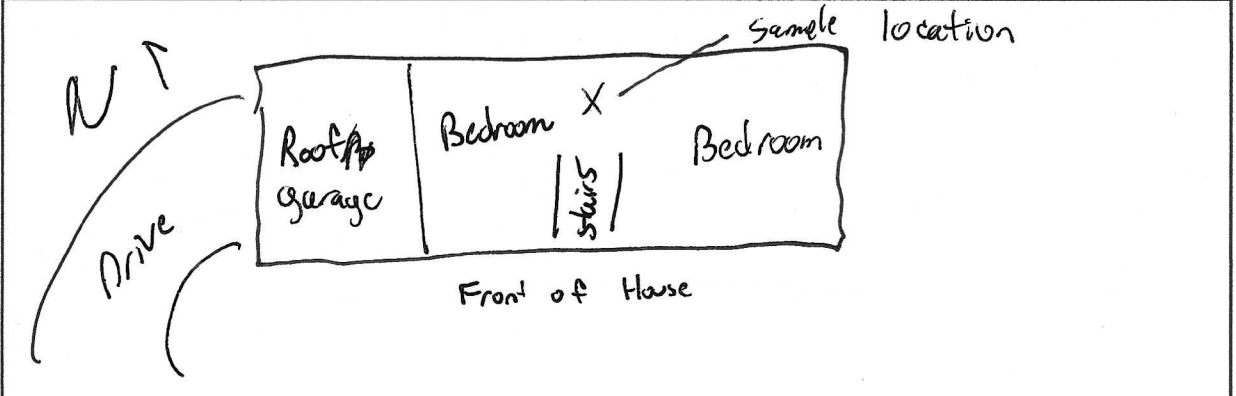 Sample location
N
Bedroom
Bedroom
Roof
garage
stairs
Drive
Front of House